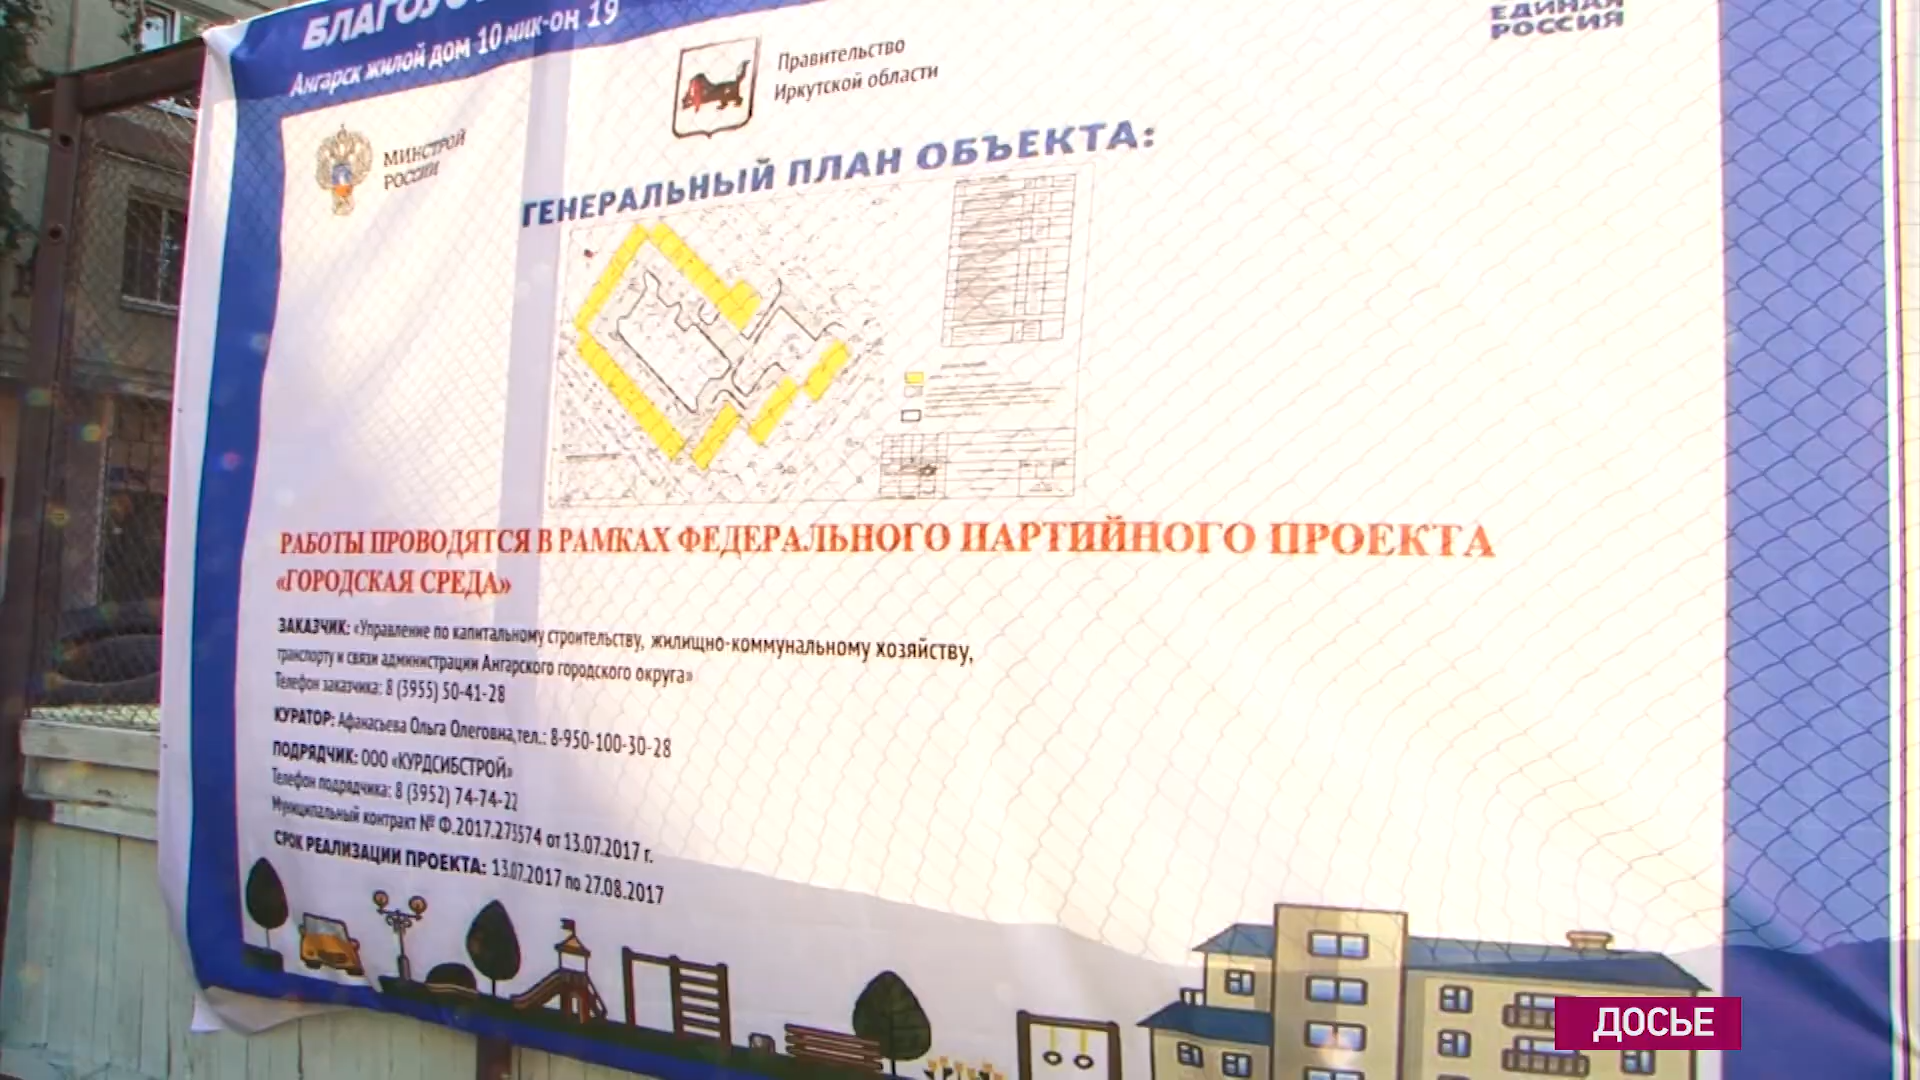 Ангарск жилой дом 10 мик-он 19
ЕДИНАЯ
РОССИЯ
Правительство
Иркутской области
МИНСТРОЙ
РОССИИ
ГЕНЕРАЛЬНЫЙ ПЛАН ОБЪЕКТА:
РАБОТЫ ПРОВОДЯТСЯ В РАМКАХ ФЕДЕРАЛЬНОГО ПАРТИЙНОГО ПРОЕКТА
«ГОРОДСКАЯ СРЕДА»
ЗАКАЗЧИК: «Управление по капитальному строительству, жилищно-коммунальному хозяйству,
транспорту и связи администрации Ангарского городского округа»
Телефон заказчика: 8 (3955) 50-41-28
КУРАТОР: Афанасьева Ольга Олеговна,тел.: 8-950-100-30-28
ПОДРЯДЧИК: ООО «КУРДСИБСТРОЙ»
Телефон подрядчика: 8 (3952) 74-74-22
Муниципальный контракт № Ф.2017.273574 от 13.07.2017 г.
СРОК РЕАЛИЗАЦИИ ПРОЕКТА: 13.07.2017 по 27.08.2017
ДОСЬЕ